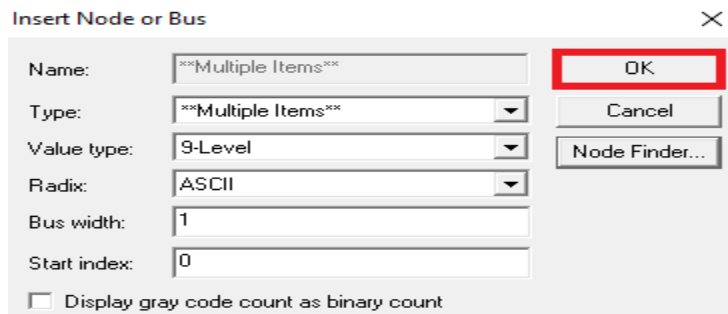 Insert Node or Bus
Name: **Multiple Items** OK
Type: **Multiple Items** Cancel
Value type: 9-Level Node Finder...
Radix: ASCII
Bus width: 1
Start index: 0
Display gray code count as binary count